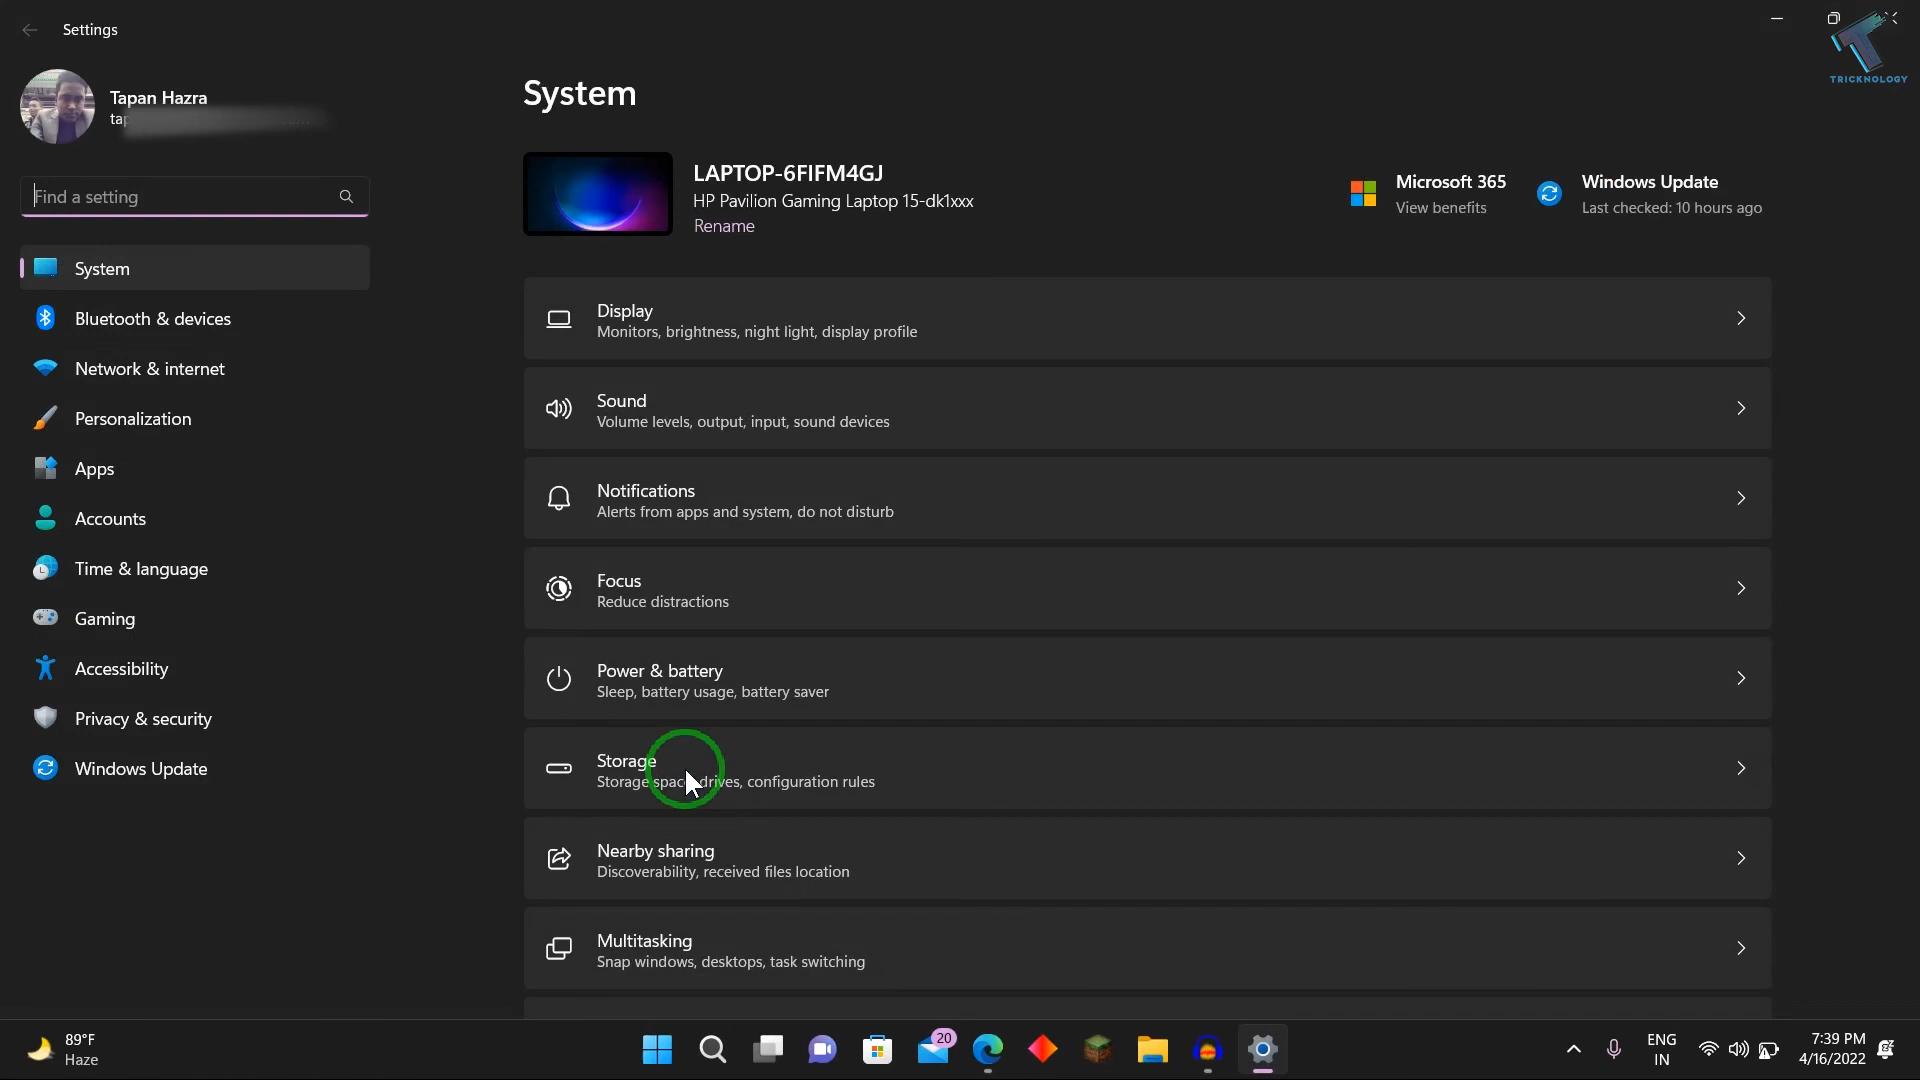 Settings
Tapan Hazra
tap
Find a setting
System
Bluetooth & devices
Network & internet
Personalization
Apps
Accounts
Time & language
Gaming
Accessibility
Privacy & security
Windows Update
System
LAPTOP-6FIFM4GJ
HP Pavilion Gaming Laptop 15-dk1xxx
Rename
Microsoft 365
View benefits
Windows Update
Last checked: 10 hours ago
TRICKNOLOGY
Display
Monitors, brightness, night light, display profile
Sound
Volume levels, output, input, sound devices
Notifications
Alerts from apps and system, do not disturb
Focus
Reduce distractions
Power & battery
Sleep, battery usage, battery saver
Storage
Storage space, drives, configuration rules
Nearby sharing
Discoverability, received files location
Multitasking
Snap windows, desktops, task switching
89°F
Haze
20
ENG
IN
7:39 PM
4/16/2022